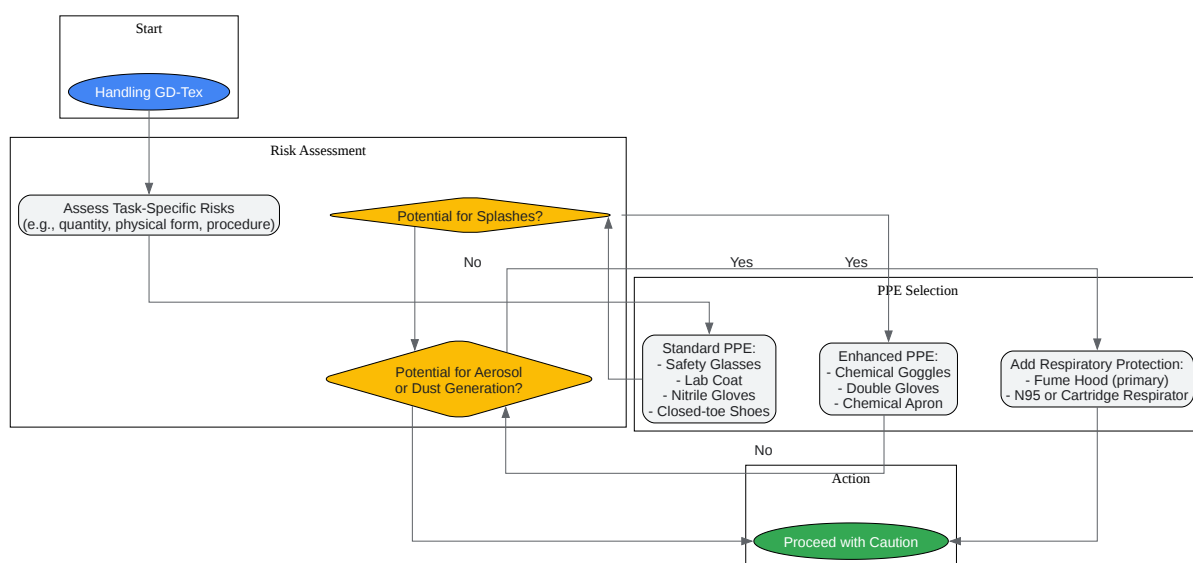 Start
Handling GD-Tex
Risk Assessment
Assess Task-Specific Risks
(e.g., quantity, physical form, procedure)
Potential for Splashes?
No
Yes
Yes
PPE Selection
Potential for Aerosol
or Dust Generation?
Standard PPE:
- Safety Glasses
- Lab Coat
- Nitrile Gloves
- Closed-toe Shoes
Enhanced PPE:
- Chemical Goggles
- Double Gloves
- Chemical Apron
Add Respiratory Protection:
- Fume Hood (primary)
- N95 or Cartridge Respirator
No
Action
Proceed with Caution